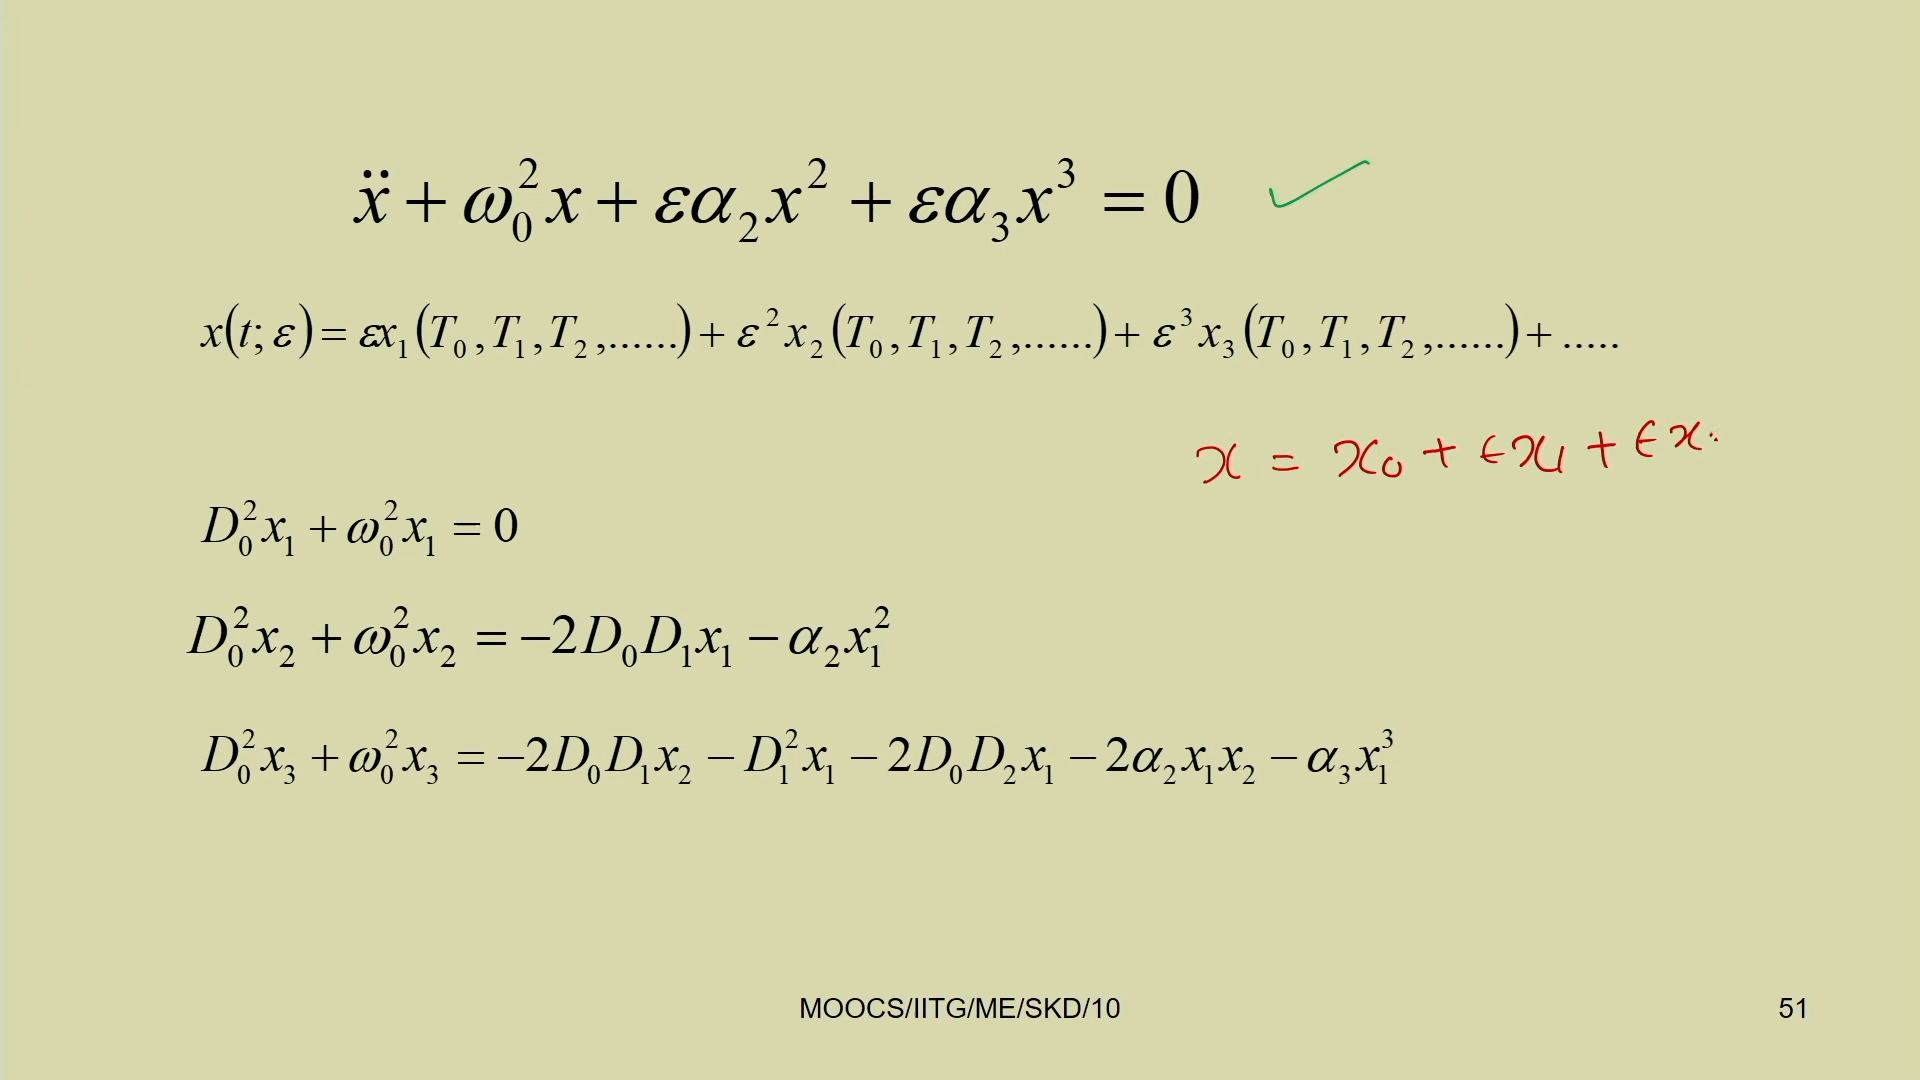 ẍ + ω₀²x + εα₂x² + εα₃x³ = 0
x(t; ε) = εx₁(T₀, T₁, T₂, ......) + ε²x₂(T₀, T₁, T₂, ......) + ε³x₃(T₀, T₁, T₂, ......) + .....
x = x₀ + ϵx₁ + ϵx.
D₀²x₁ + ω₀²x₁ = 0
D₀²x₂ + ω₀²x₂ = −2D₀D₁x₁ − α₂x₁²
D₀²x₃ + ω₀²x₃ = −2D₀D₁x₂ − D₁²x₁ − 2D₀D₂x₁ − 2α₂x₁x₂ − α₃x₁³
MOOCS/IITG/ME/SKD/10
51